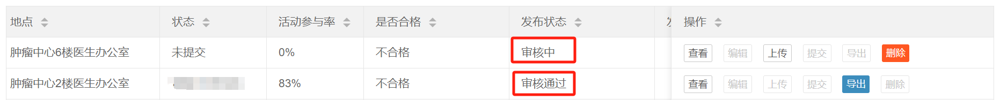 地点 状态 活动参与率 是否合格 发布状态 操作
肿瘤中心6楼医生办公室 未提交 0% 不合格 审核中 查看 编辑 上传 提交 导出 删除
肿瘤中心2楼医生办公室 83% 不合格 审核通过 查看 编辑 上传 提交 导出 删除